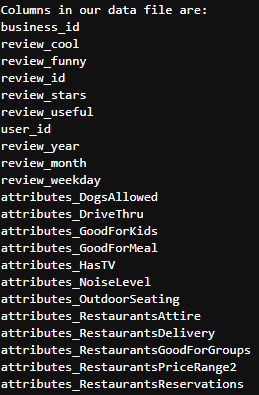 Columns in our data file are:
business_id
review_cool
review_funny
review_id
review_stars
review_useful
user_id
review_year
review_month
review_weekday
attributes_DogsAllowed
attributes_DriveThru
attributes_GoodForKids
attributes_GoodForMeal
attributes_HasTV
attributes_NoiseLevel
attributes_OutdoorSeating
attributes_RestaurantsAttire
attributes_RestaurantsDelivery
attributes_RestaurantsGoodForGroups
attributes_RestaurantsPriceRange2
attributes_RestaurantsReservations